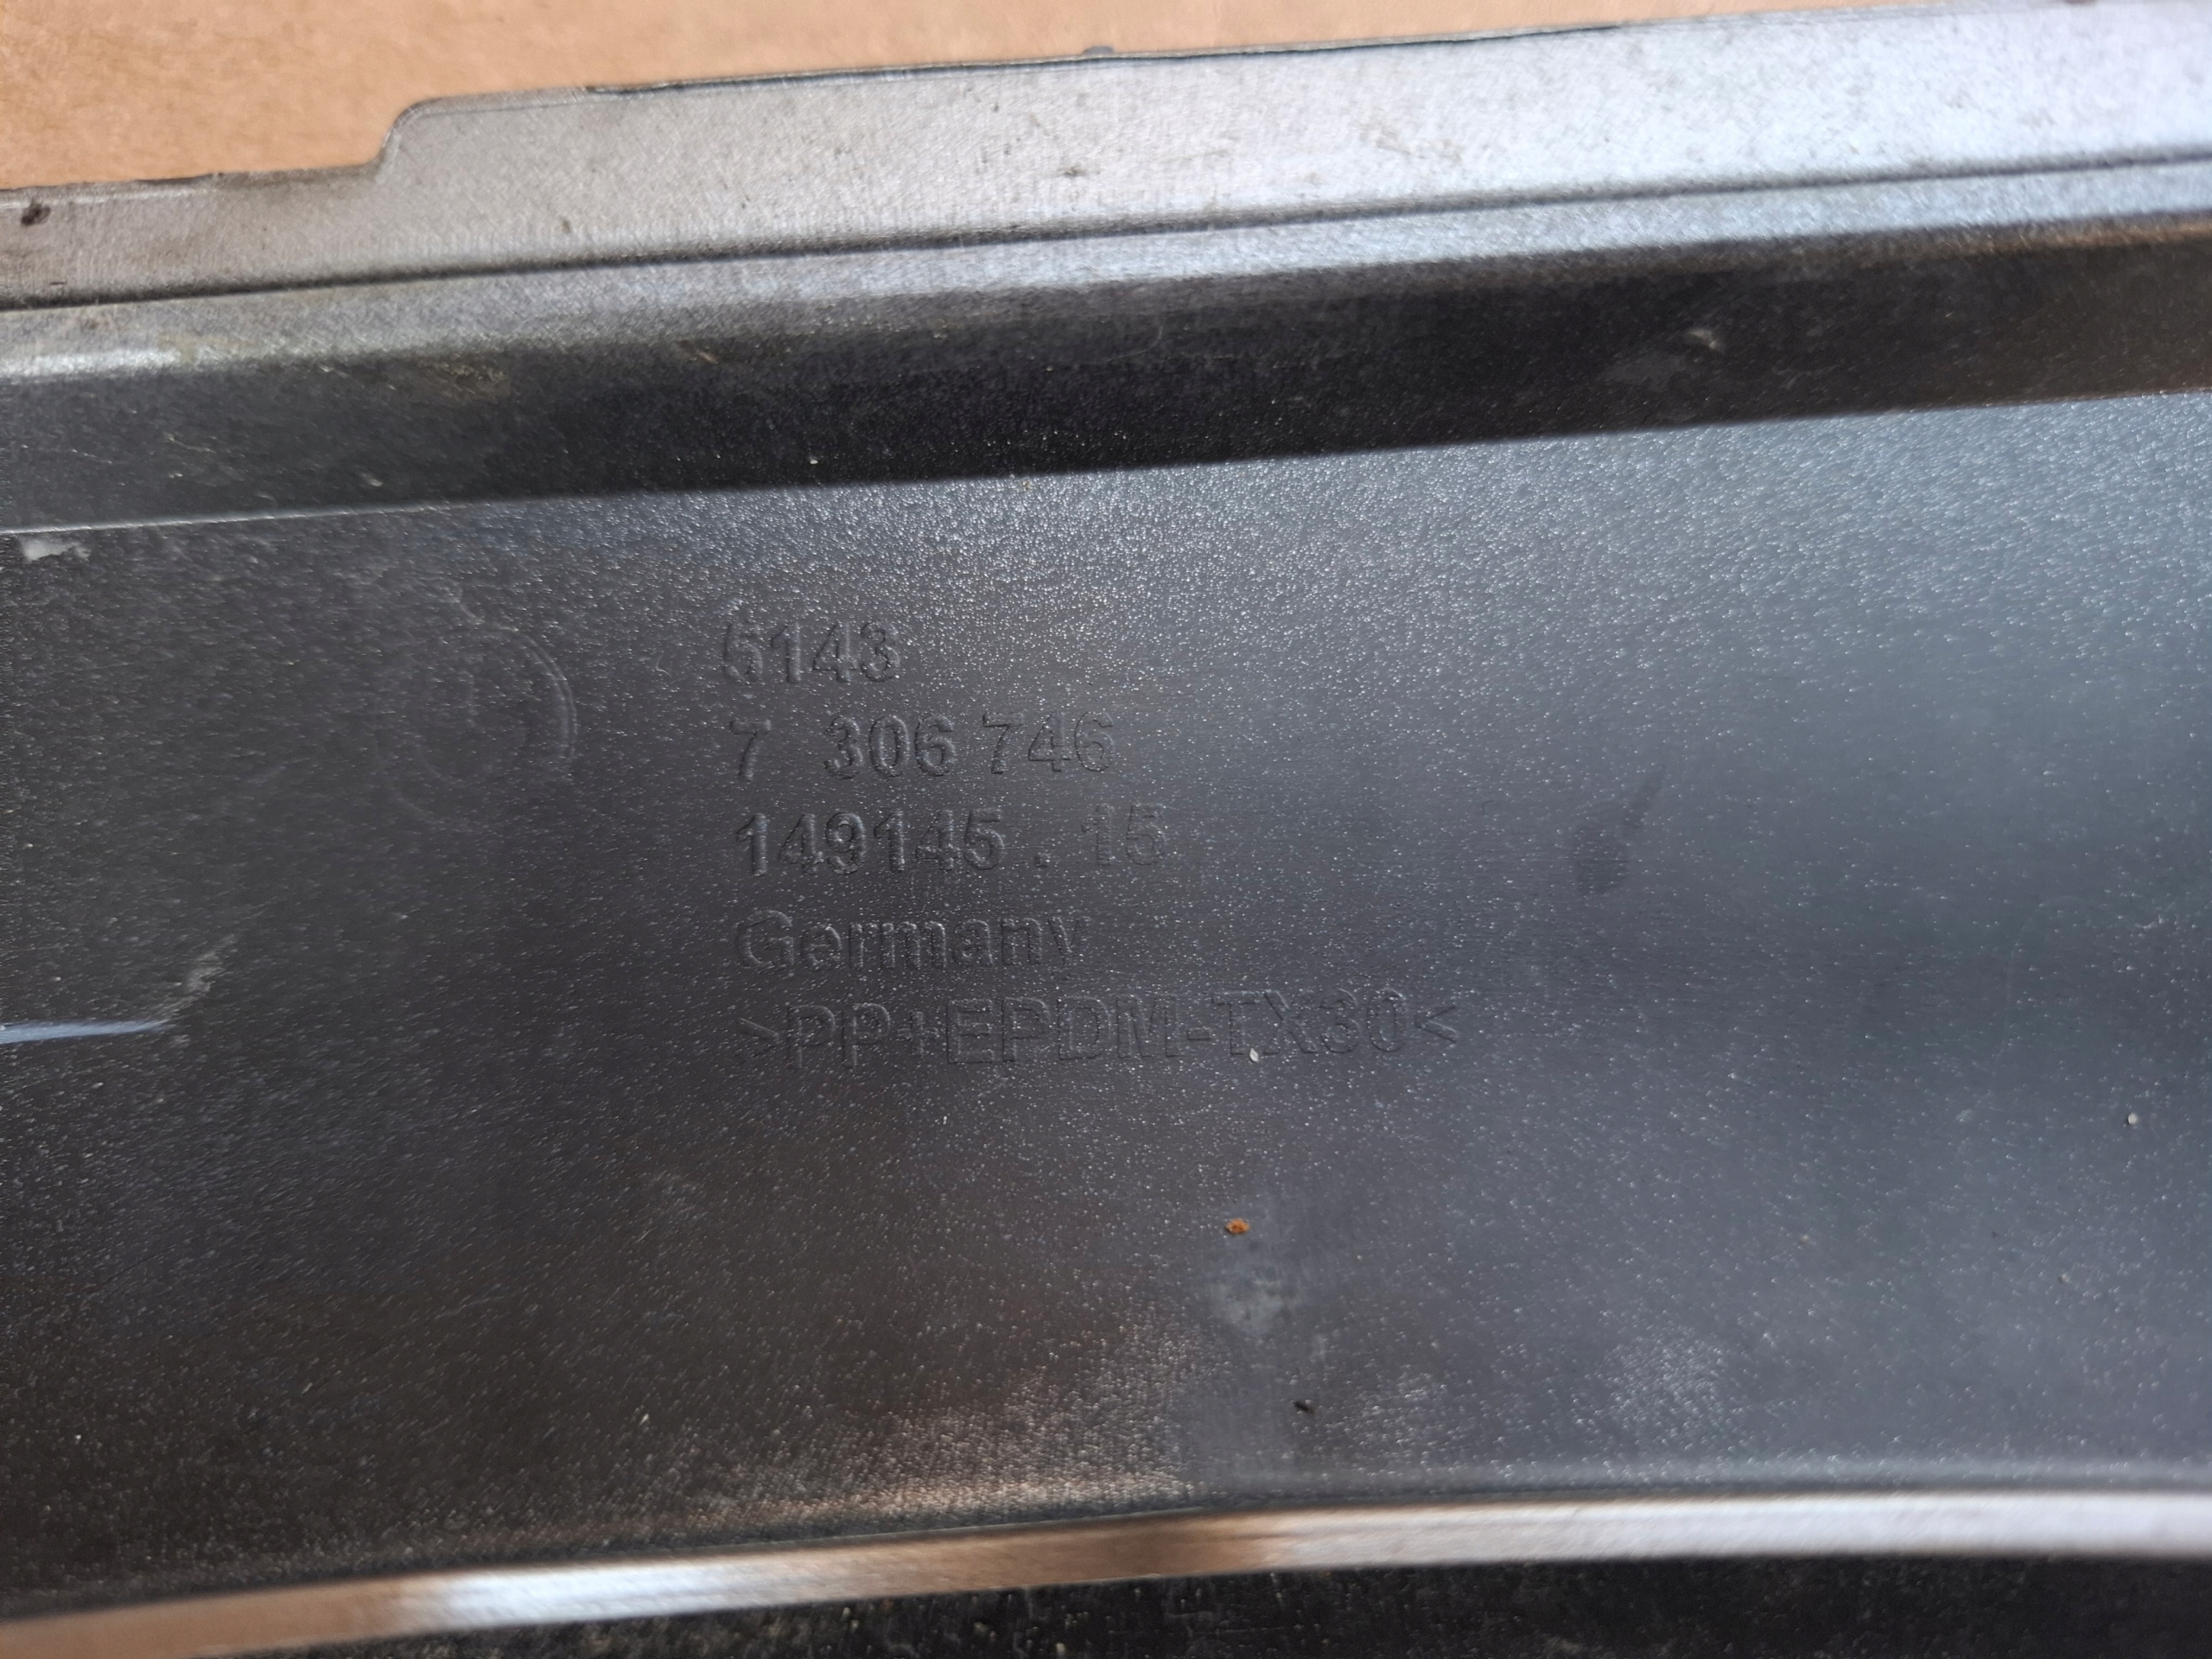 5143
7 306 746
149145 . 15
Germany
>PP+EPDM-TX30<